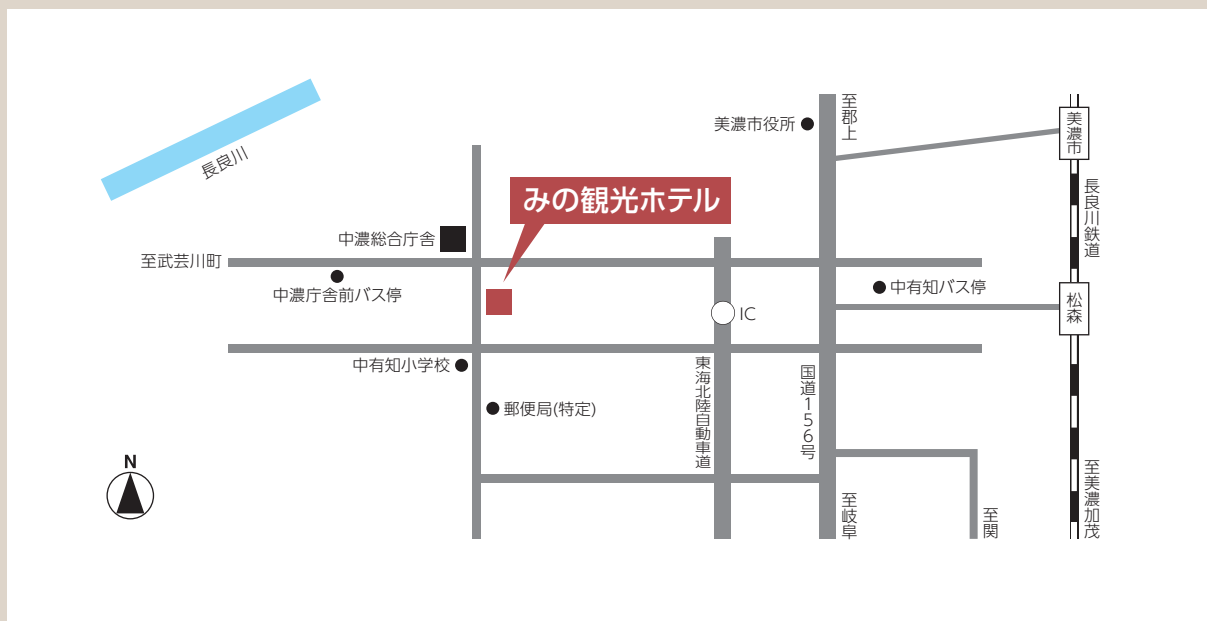 至郡上
美濃市役所
美濃市
長良川
みの観光ホテル
長良川鉄道
中濃総合庁舎
至武芸川町
中濃庁舎前バス停
中有知バス停
松森
IC
中有知小学校
東海北陸自動車道
国道156号
郵便局(特定)
N
至美濃加茂
至岐阜
至関